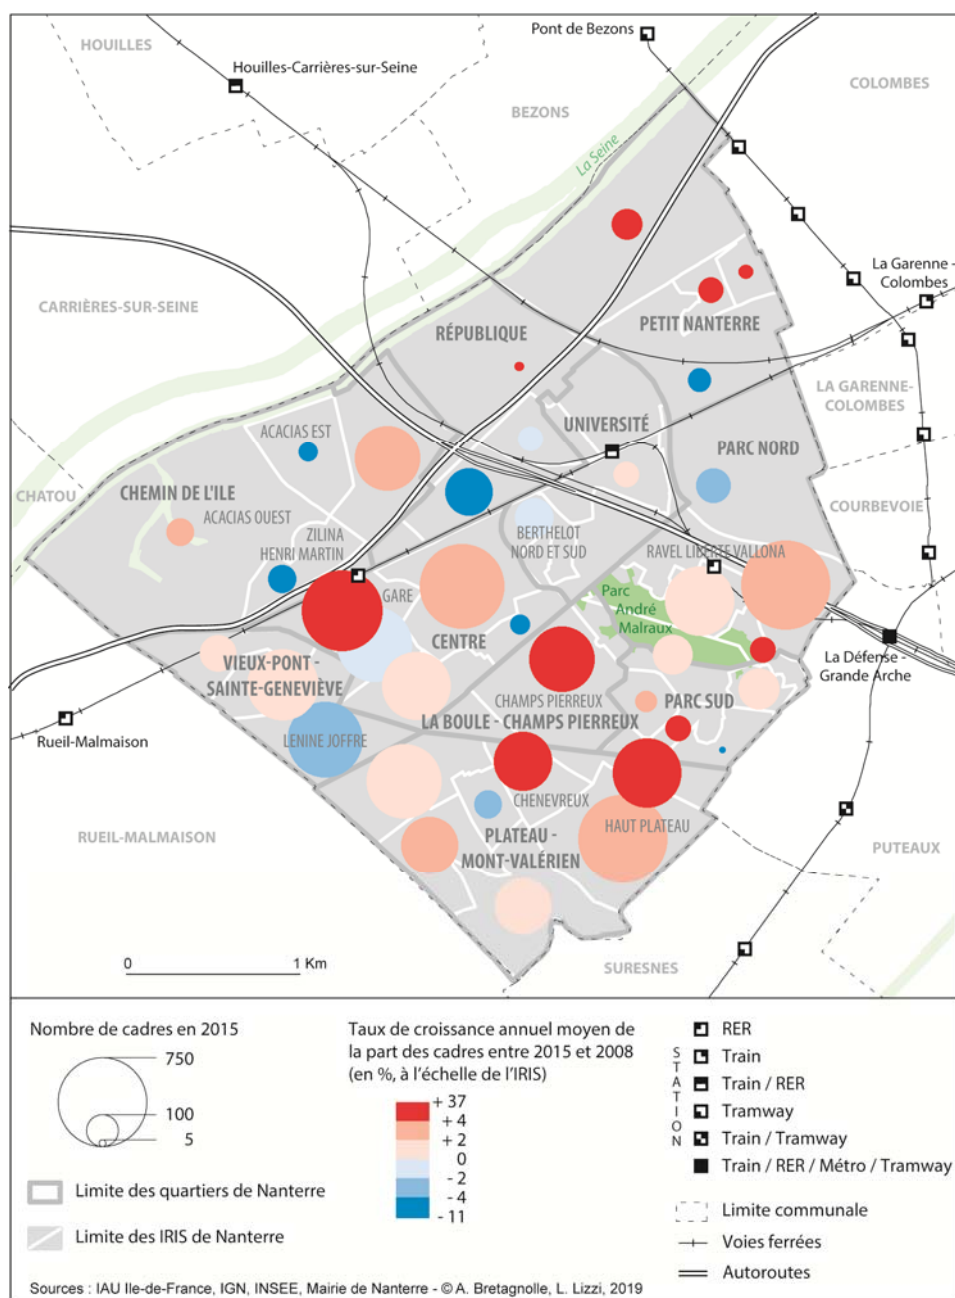 HOUILLES
Pont de Bezons
Houilles-Carrières-sur-Seine
COLOMBES
BEZONS
La Seine
La Garenne -
Colombes
CARRIÈRES-SUR-SEINE
RÉPUBLIQUE
PETIT NANTERRE
LA GARENNE-
COLOMBES
ACACIAS EST
UNIVERSITÉ
PARC NORD
CHATOU
CHEMIN DE L'ILE
ACACIAS OUEST
COURBEVOIE
ZILINA
HENRI MARTIN
BERTHELOT
NORD ET SUD
RAVEL LIBERTE VALLONA
GARE
Parc
André
Malraux
CENTRE
VIEUX-PONT -
SAINTE-GENEVIÈVE
La Défense -
Grande Arche
CHAMPS PIERREUX
PARC SUD
LA BOULE - CHAMPS PIERREUX
Rueil-Malmaison
LENINE JOFFRE
CHENEVREUX
HAUT PLATEAU
RUEIL-MALMAISON
PLATEAU -
MONT-VALÉRIEN
PUTEAUX
0 1 Km
SURESNES
Nombre de cadres en 2015
750
100
5
Limite des quartiers de Nanterre
Limite des IRIS de Nanterre
Taux de croissance annuel moyen de
la part des cadres entre 2015 et 2008
(en %, à l'échelle de l'IRIS)
+ 37
+ 4
+ 2
0
- 2
- 4
- 11
STATION
RER
Train
Train / RER
Tramway
Train / Tramway
Train / RER / Métro / Tramway
Limite communale
Voies ferrées
Autoroutes
Sources : IAU Ile-de-France, IGN, INSEE, Mairie de Nanterre - © A. Bretagnolle, L. Lizzi, 2019